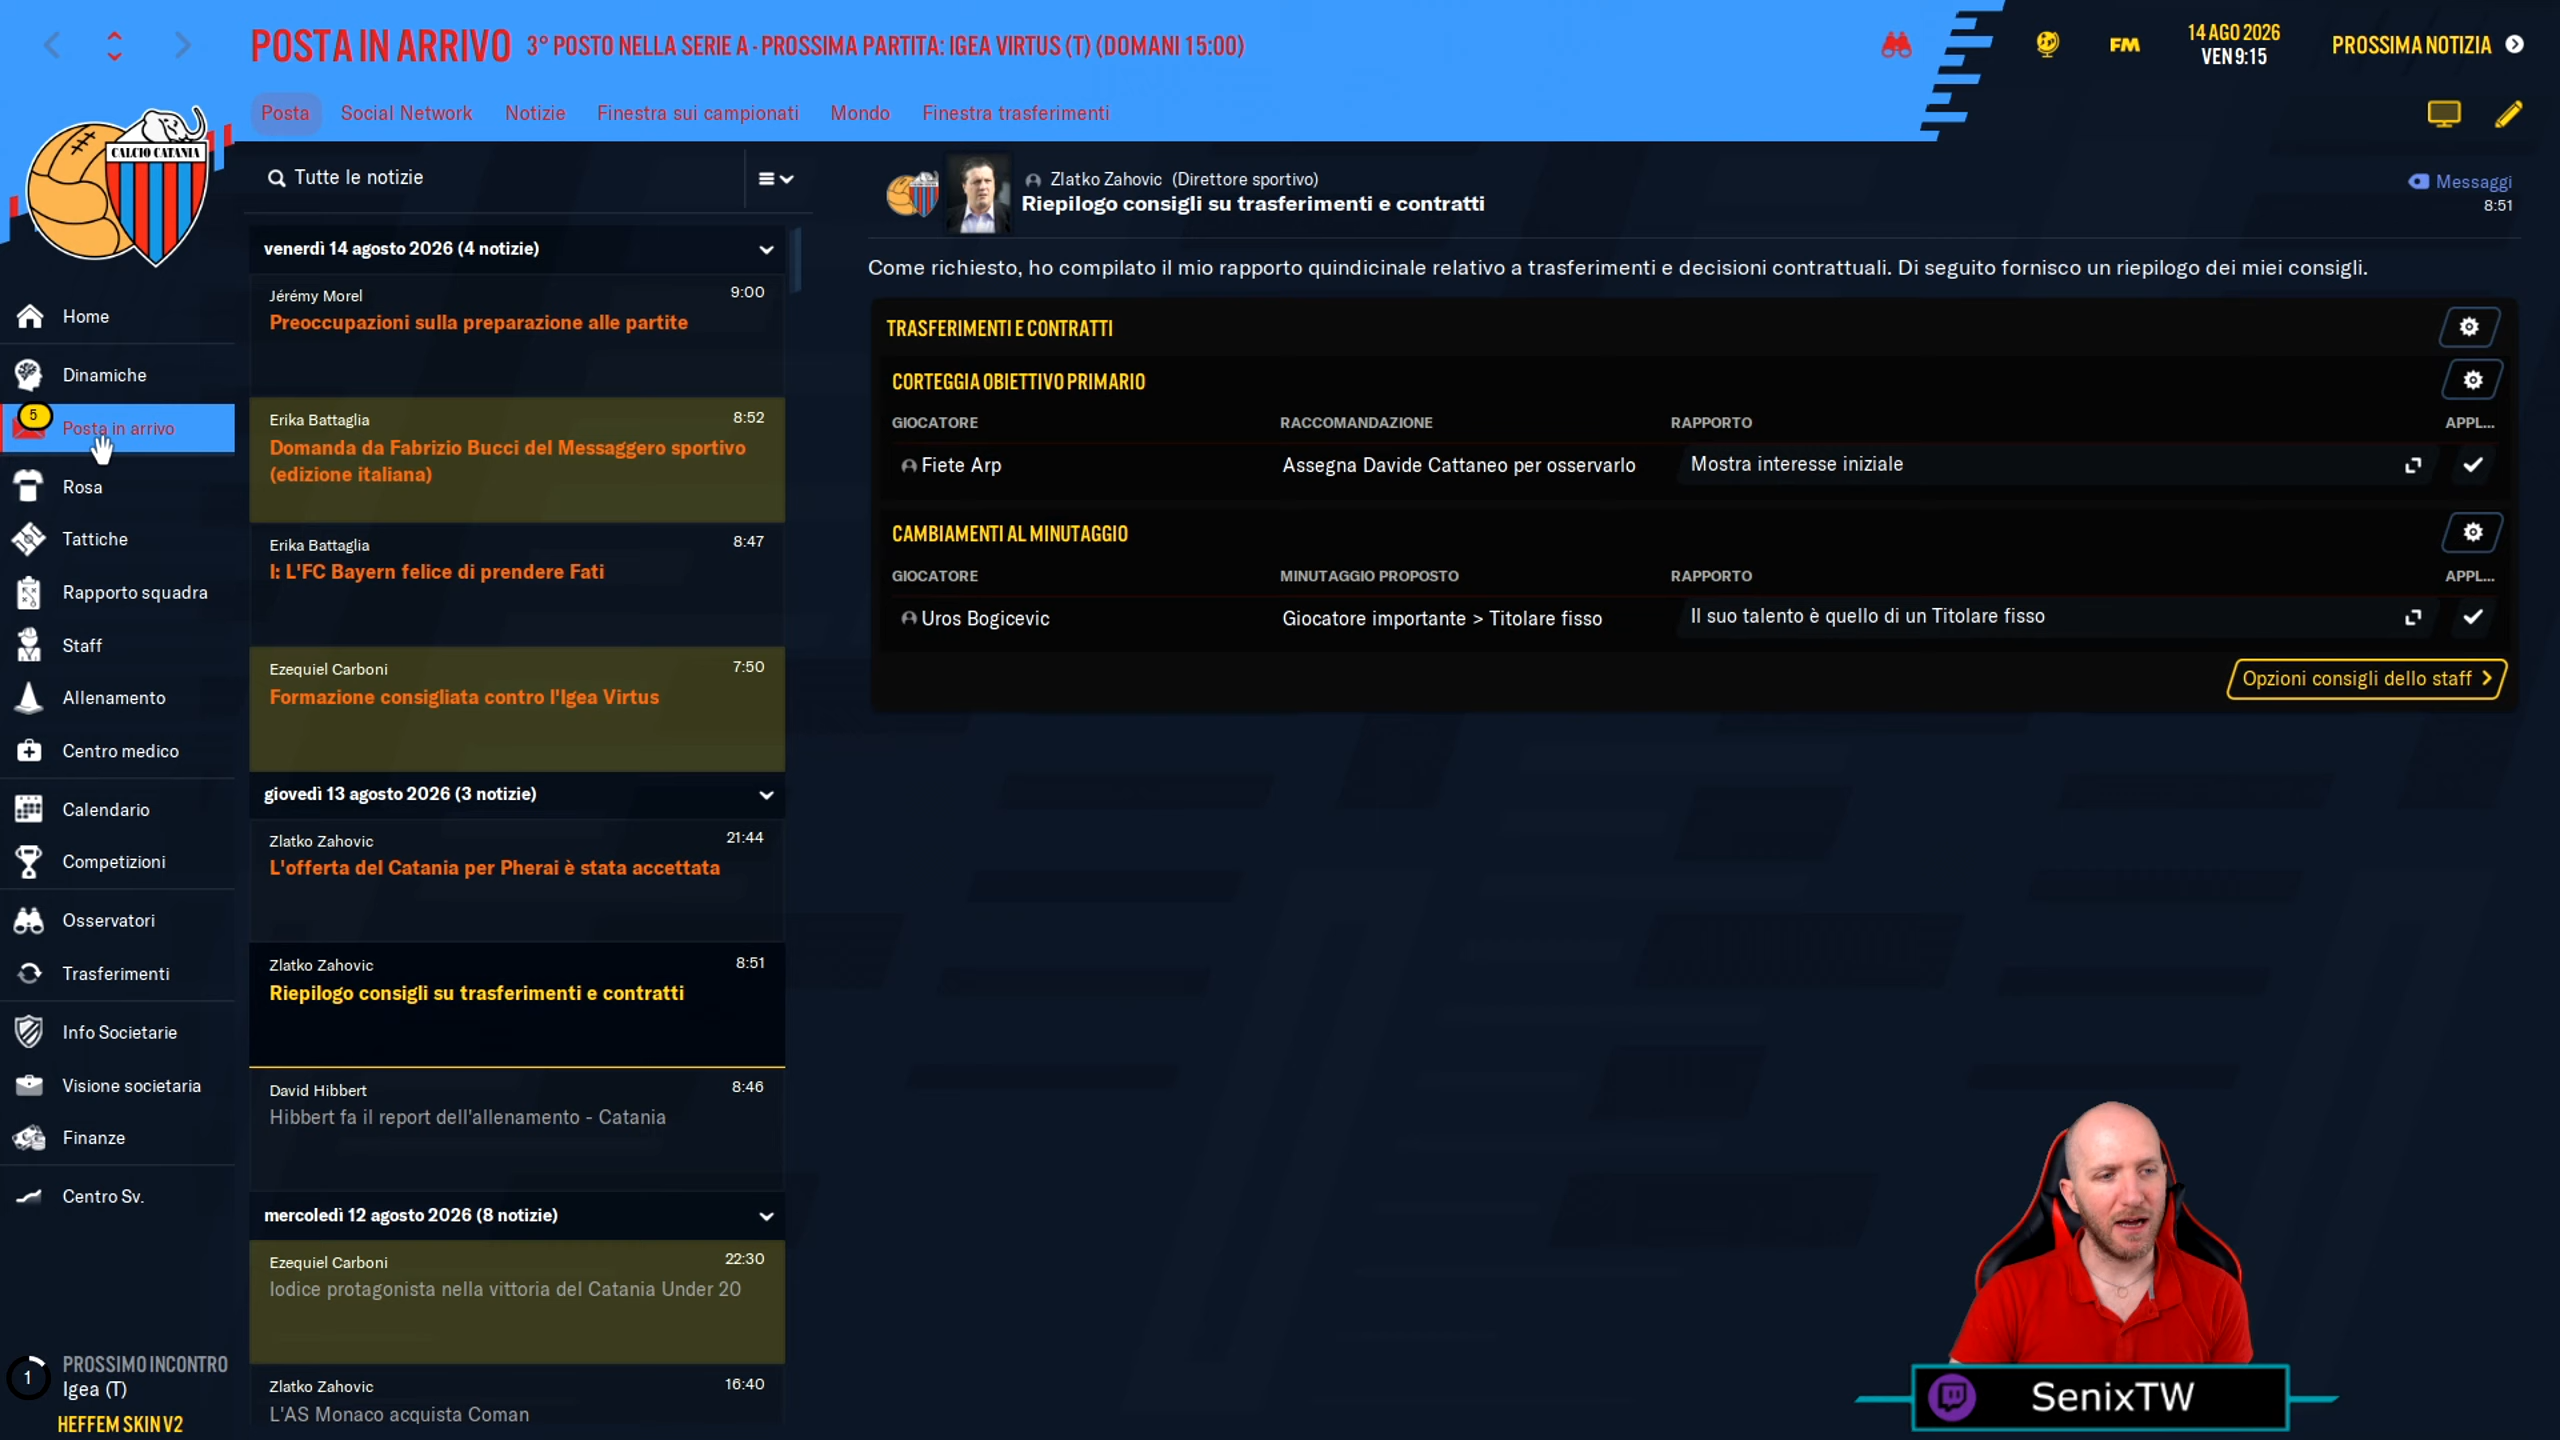 POSTA IN ARRIVO
3° POSTO NELLA SERIE A - PROSSIMA PARTITA: IGEA VIRTUS (T) (DOMANI 15:00)
FM
14 AGO 2026
VEN 9:15
PROSSIMA NOTIZIA
Posta
Social Network
Notizie
Finestra sui campionati
Mondo
Finestra trasferimenti
CALCIO CATANIA
Home
Dinamiche
5
Posta in arrivo
Rosa
Tattiche
Rapporto squadra
Staff
Allenamento
Centro medico
Calendario
Competizioni
Osservatori
Trasferimenti
Info Societarie
Visione societaria
Finanze
Centro Sv.
1
PROSSIMO INCONTRO
Igea (T)
HEFFEM SKIN V2
Tutte le notizie
venerdì 14 agosto 2026 (4 notizie)
Jérémy Morel
9:00
Preoccupazioni sulla preparazione alle partite
Erika Battaglia
8:52
Domanda da Fabrizio Bucci del Messaggero sportivo
(edizione italiana)
Erika Battaglia
8:47
I: L'FC Bayern felice di prendere Fati
Ezequiel Carboni
7:50
Formazione consigliata contro l'Igea Virtus
giovedì 13 agosto 2026 (3 notizie)
Zlatko Zahovic
21:44
L'offerta del Catania per Pherai è stata accettata
Zlatko Zahovic
8:51
Riepilogo consigli su trasferimenti e contratti
David Hibbert
8:46
Hibbert fa il report dell'allenamento - Catania
mercoledì 12 agosto 2026 (8 notizie)
Ezequiel Carboni
22:30
Iodice protagonista nella vittoria del Catania Under 20
Zlatko Zahovic
16:40
L'AS Monaco acquista Coman
Zlatko Zahovic (Direttore sportivo)
Riepilogo consigli su trasferimenti e contratti
Messaggi
8:51
Come richiesto, ho compilato il mio rapporto quindicinale relativo a trasferimenti e decisioni contrattuali. Di seguito fornisco un riepilogo dei miei consigli.
TRASFERIMENTI E CONTRATTI
CORTEGGIA OBIETTIVO PRIMARIO
GIOCATORE
RACCOMANDAZIONE
RAPPORTO
APPL...
Fiete Arp
Assegna Davide Cattaneo per osservarlo
Mostra interesse iniziale
CAMBIAMENTI AL MINUTAGGIO
GIOCATORE
MINUTAGGIO PROPOSTO
RAPPORTO
APPL...
Uros Bogicevic
Giocatore importante > Titolare fisso
Il suo talento è quello di un Titolare fisso
Opzioni consigli dello staff
SenixTW